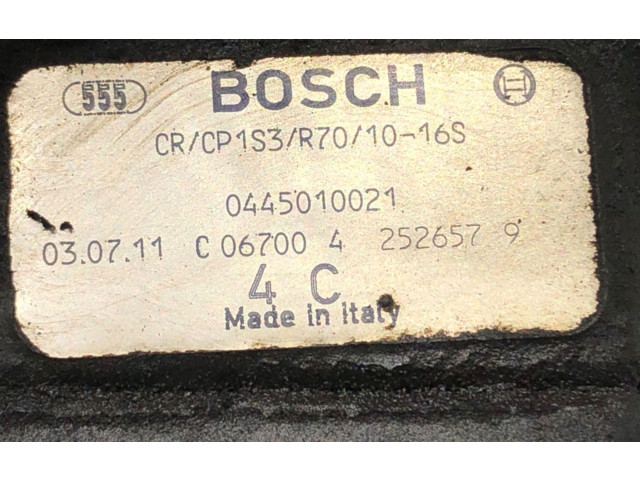 555 BOSCH
CR/CP1S3/R70/10-16S
0445010021
03.07.11 C 06700 4 252657 9
4 C
Made in Italy